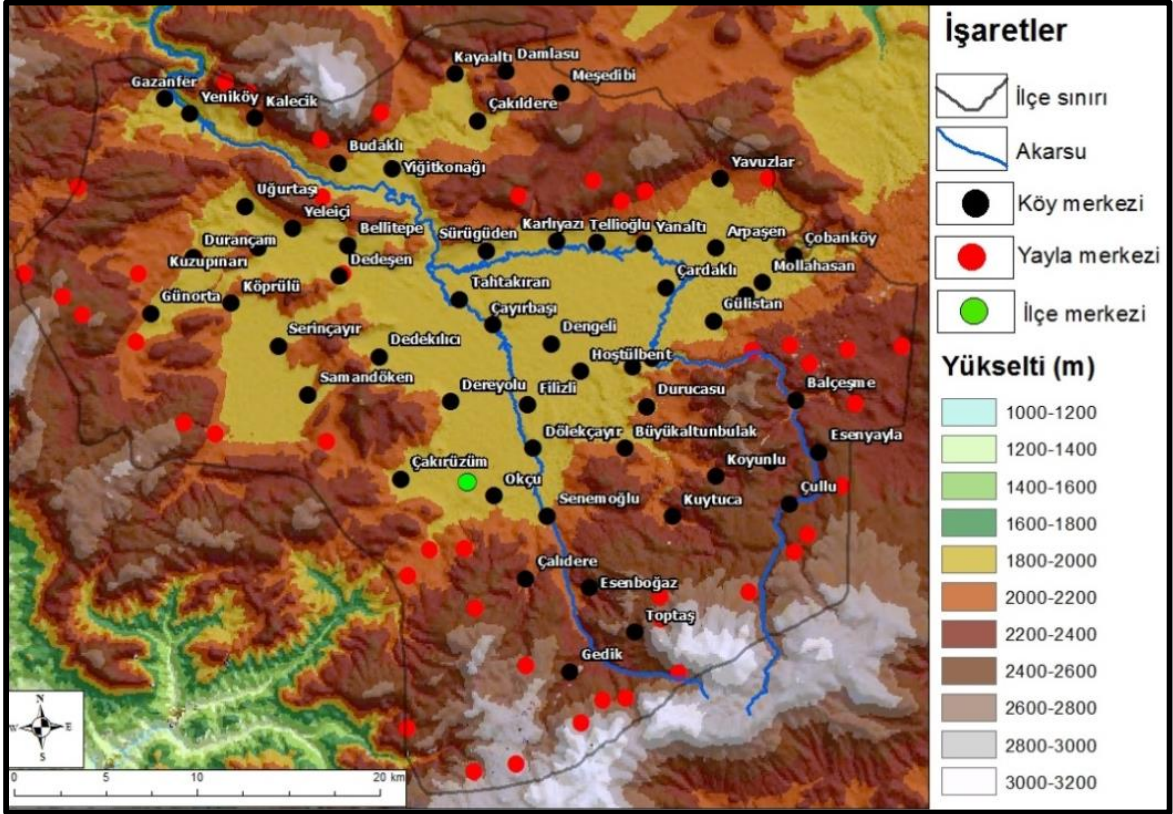 Kayaaltı
Damlasu
Meşedibi
Gazanfer
Yeniköy
Kalecik
Çakıldere
Budaklı
Yiğitkonağı
Yavuzlar
Uğurtaşı
Yeleiçi
Bellitepe
Sürügüden
Karlıyazı
Tellioğlu
Yanaltı
Arpaşen
Çobanköy
Durançam
Kuzupınarı
Dedeşen
Mollahasan
Günorta
Köprülü
Tahtakıran
Çardaklı
Gülistan
Çayırbaşı
Serinçayır
Dedekılıcı
Dengeli
Hoştülbent
Samandöken
Dereyolu
Filizli
Durucasu
Balçeşme
Dölekçayır
Büyükaltunbulak
Esenyayla
Çakırüzüm
Okçu
Koyunlu
Çullu
Senemoğlu
Kuytuca
Çalıdere
Esenboğaz
Toptaş
Gedik
N
W
E
S
0
5
10
20 km
İşaretler
İlçe sınırı
Akarsu
Köy merkezi
Yayla merkezi
İlçe merkezi
Yükselti (m)
1000-1200
1200-1400
1400-1600
1600-1800
1800-2000
2000-2200
2200-2400
2400-2600
2600-2800
2800-3000
3000-3200